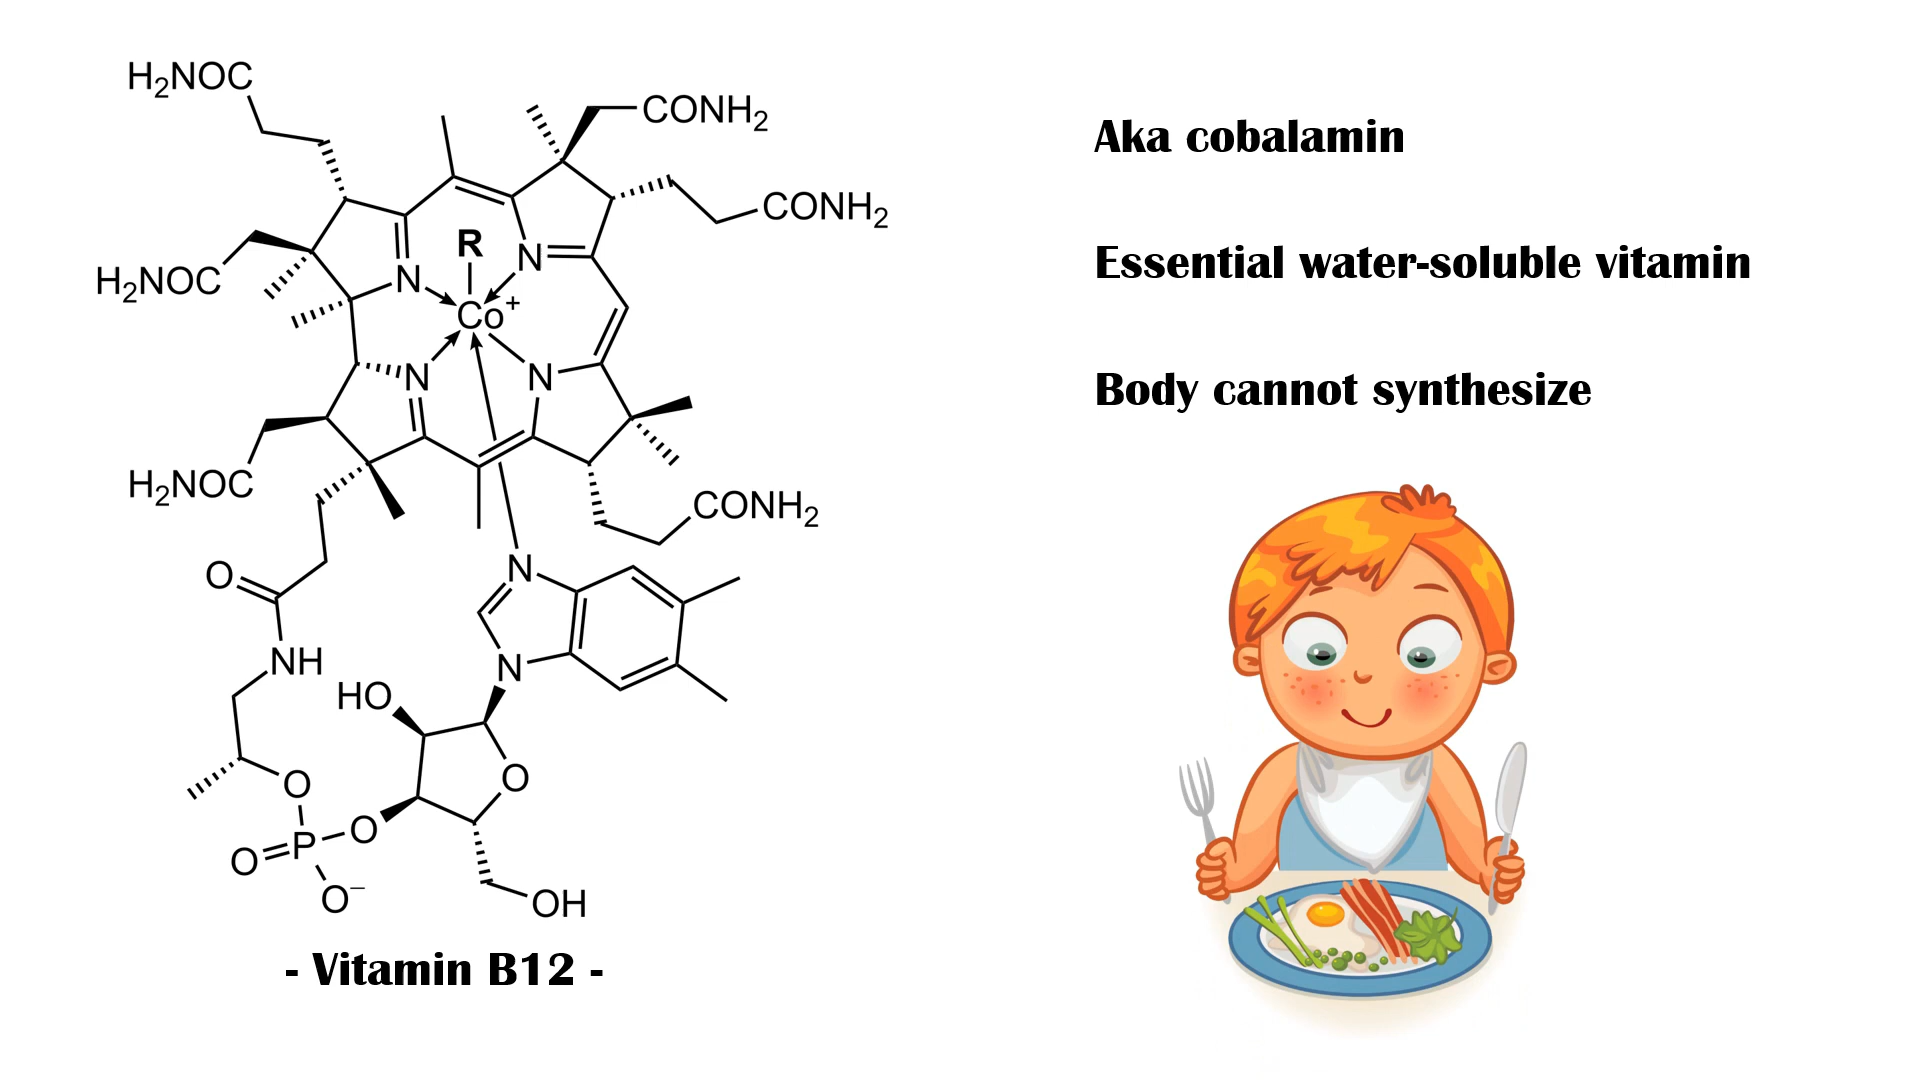 H₂NOC
CONH₂
CONH₂
R
N
N
H₂NOC
Co⁺
N
N
H₂NOC
CONH₂
N
O
NH
N
HO
O
O
O
P
O
O⁻
OH
- Vitamin B12 -
Aka cobalamin
Essential water-soluble vitamin
Body cannot synthesize